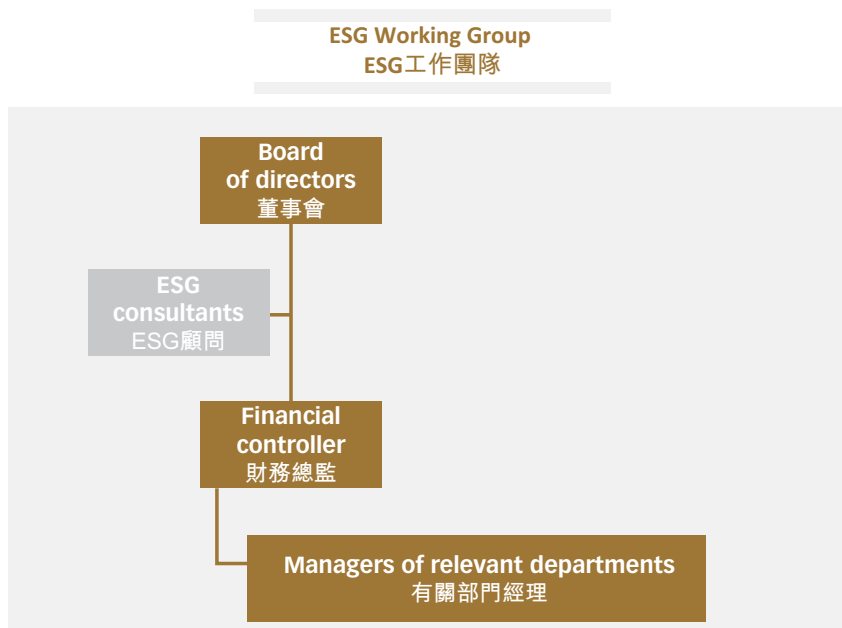 ESG Working Group
ESG工作團隊
Board
of directors
董事會
ESG
consultants
ESG顧問
Financial
controller
財務總監
Managers of relevant departments
有關部門經理